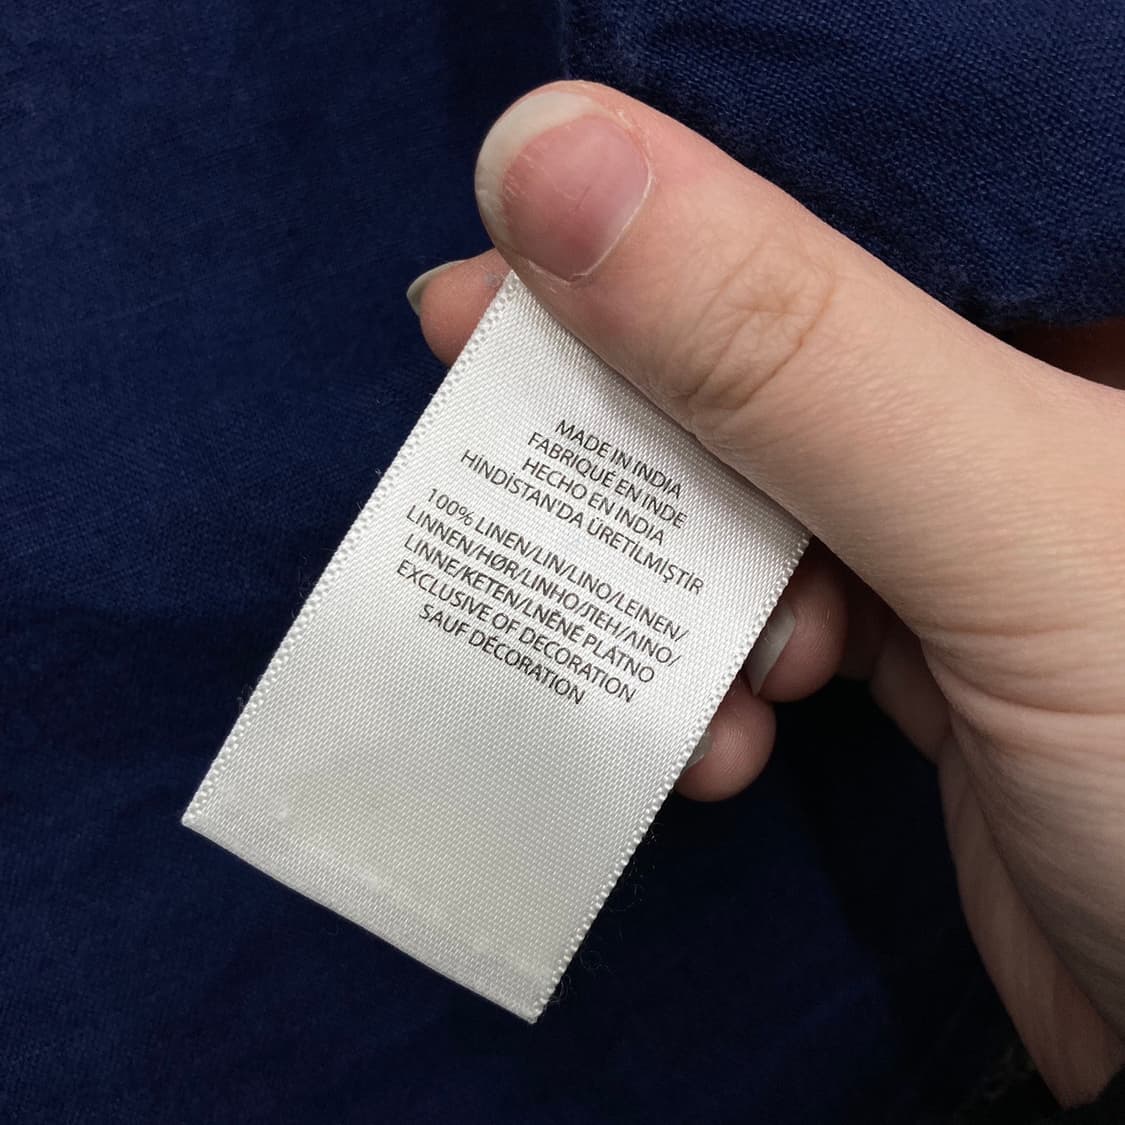 MADE IN INDIA
FABRIQUÉ EN INDE
HECHO EN INDIA
HİNDİSTAN'DA ÜRETİLMİŞTİR
100% LINEN/LIN/LINO/LEINEN/
LINNEN/HØR/LINHO/ЛЕН/ΛΙΝΟ/
LINNE/KETEN/LNĚNÉ PLÁTNO
EXCLUSIVE OF DECORATION
SAUF DÉCORATION